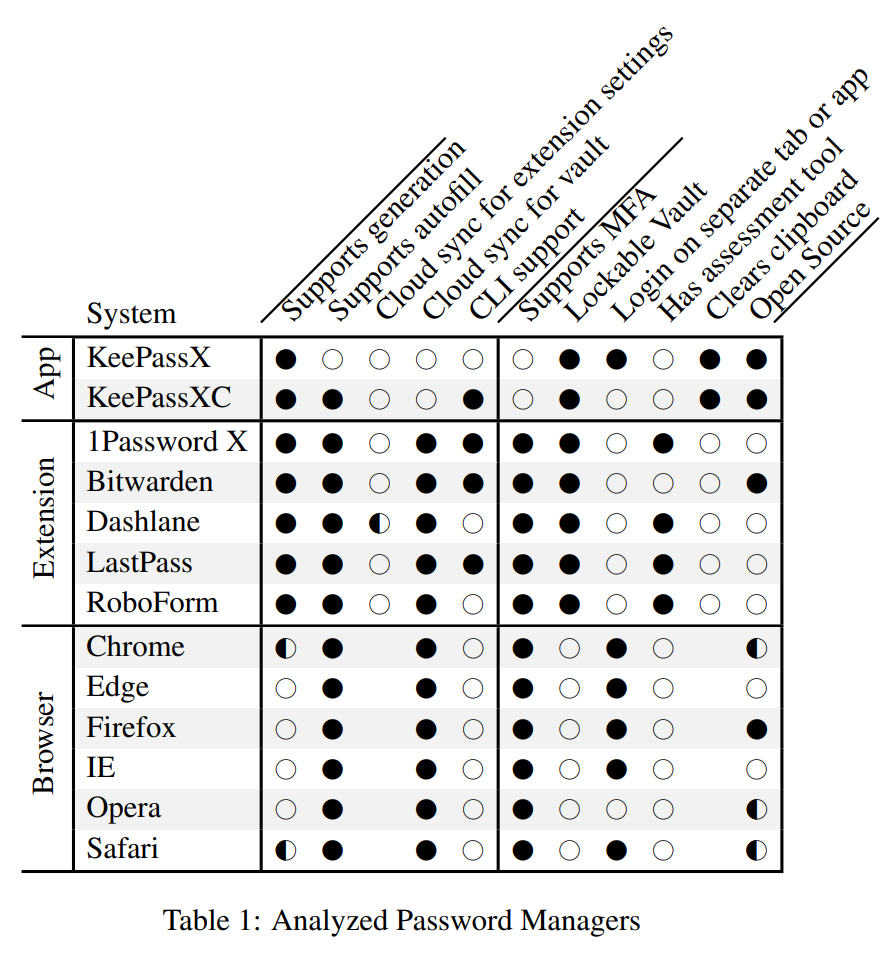 Supports generation
Supports autofill
Cloud sync for extension settings
Cloud sync for vault
CLI support
Supports MFA
Lockable Vault
Login on separate tab or app
Has assessment tool
Clears clipboard
Open Source
System
App
KeePassX ● ○ ○ ○ ○ ○ ● ● ○ ● ●
KeePassXC ● ● ○ ○ ● ○ ● ○ ○ ● ●
Extension
1Password X ● ● ○ ● ● ● ● ○ ● ○ ○
Bitwarden ● ● ○ ● ● ● ● ○ ○ ○ ●
Dashlane ● ● ◐ ● ○ ● ● ○ ● ○ ○
LastPass ● ● ○ ● ● ● ● ○ ● ○ ○
RoboForm ● ● ○ ● ○ ● ● ○ ● ○ ○
Browser
Chrome ◐ ● ● ○ ● ○ ● ○ ◐
Edge ○ ● ● ○ ● ○ ● ○ ○
Firefox ○ ● ● ○ ● ○ ● ○ ●
IE ○ ● ● ○ ● ○ ● ○ ○
Opera ○ ● ● ○ ● ○ ○ ○ ◐
Safari ◐ ● ● ○ ● ○ ● ○ ◐
Table 1: Analyzed Password Managers